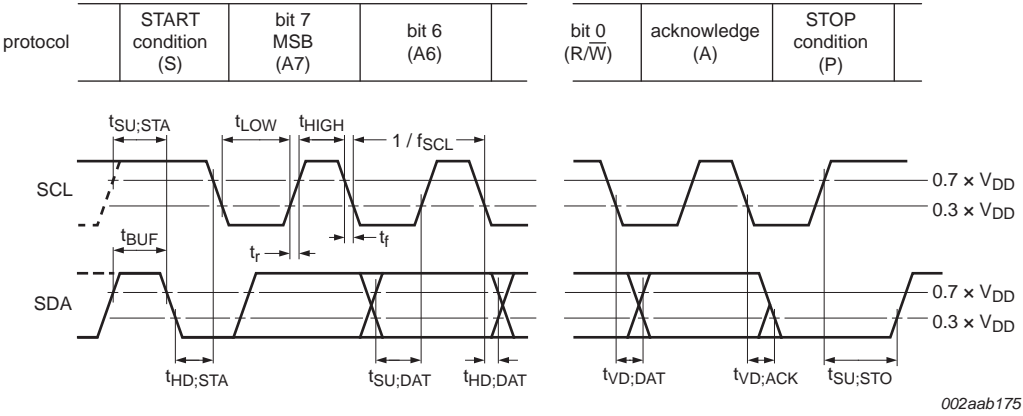 protocol
START
condition
(S)
bit 7
MSB
(A7)
bit 6
(A6)
bit 0
(R/W̅)
acknowledge
(A)
STOP
condition
(P)
tSU;STA
tLOW
tHIGH
1 / fSCL
SCL
0.7 × VDD
0.3 × VDD
tBUF
tr
tf
SDA
0.7 × VDD
0.3 × VDD
tHD;STA
tSU;DAT
tHD;DAT
tVD;DAT
tVD;ACK
tSU;STO
002aab175